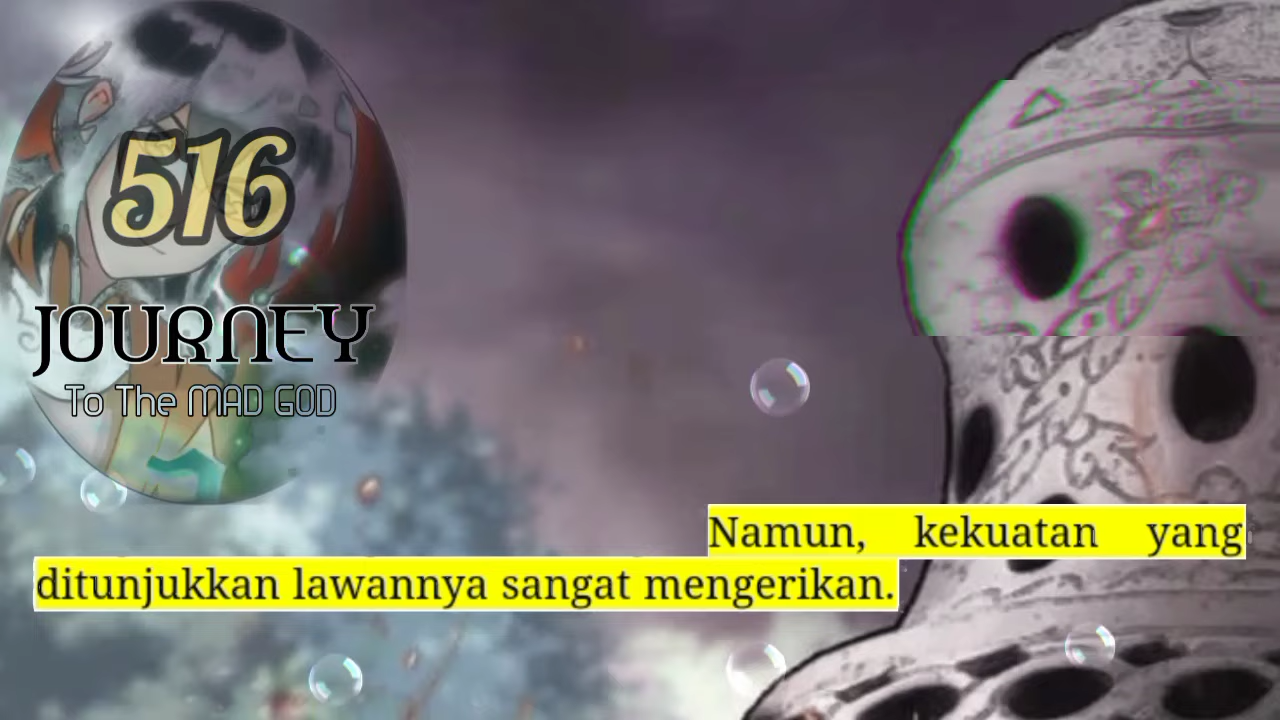 516
JOURNEY
To The MAD GOD
Namun, kekuatan yang
ditunjukkan lawannya sangat mengerikan.